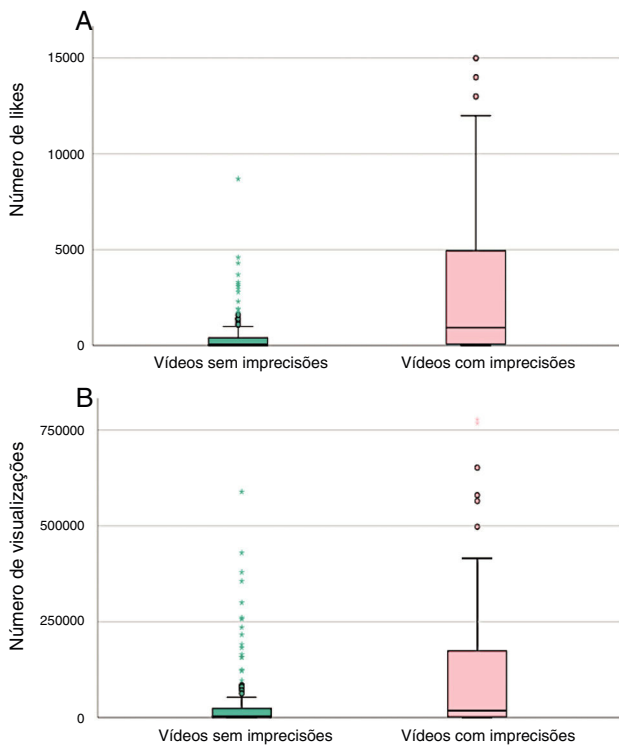 A
Número de likes
15000
10000
5000
0
Vídeos sem imprecisões
Vídeos com imprecisões
B
Número de visualizações
750000
500000
250000
0
Vídeos sem imprecisões
Vídeos com imprecisões